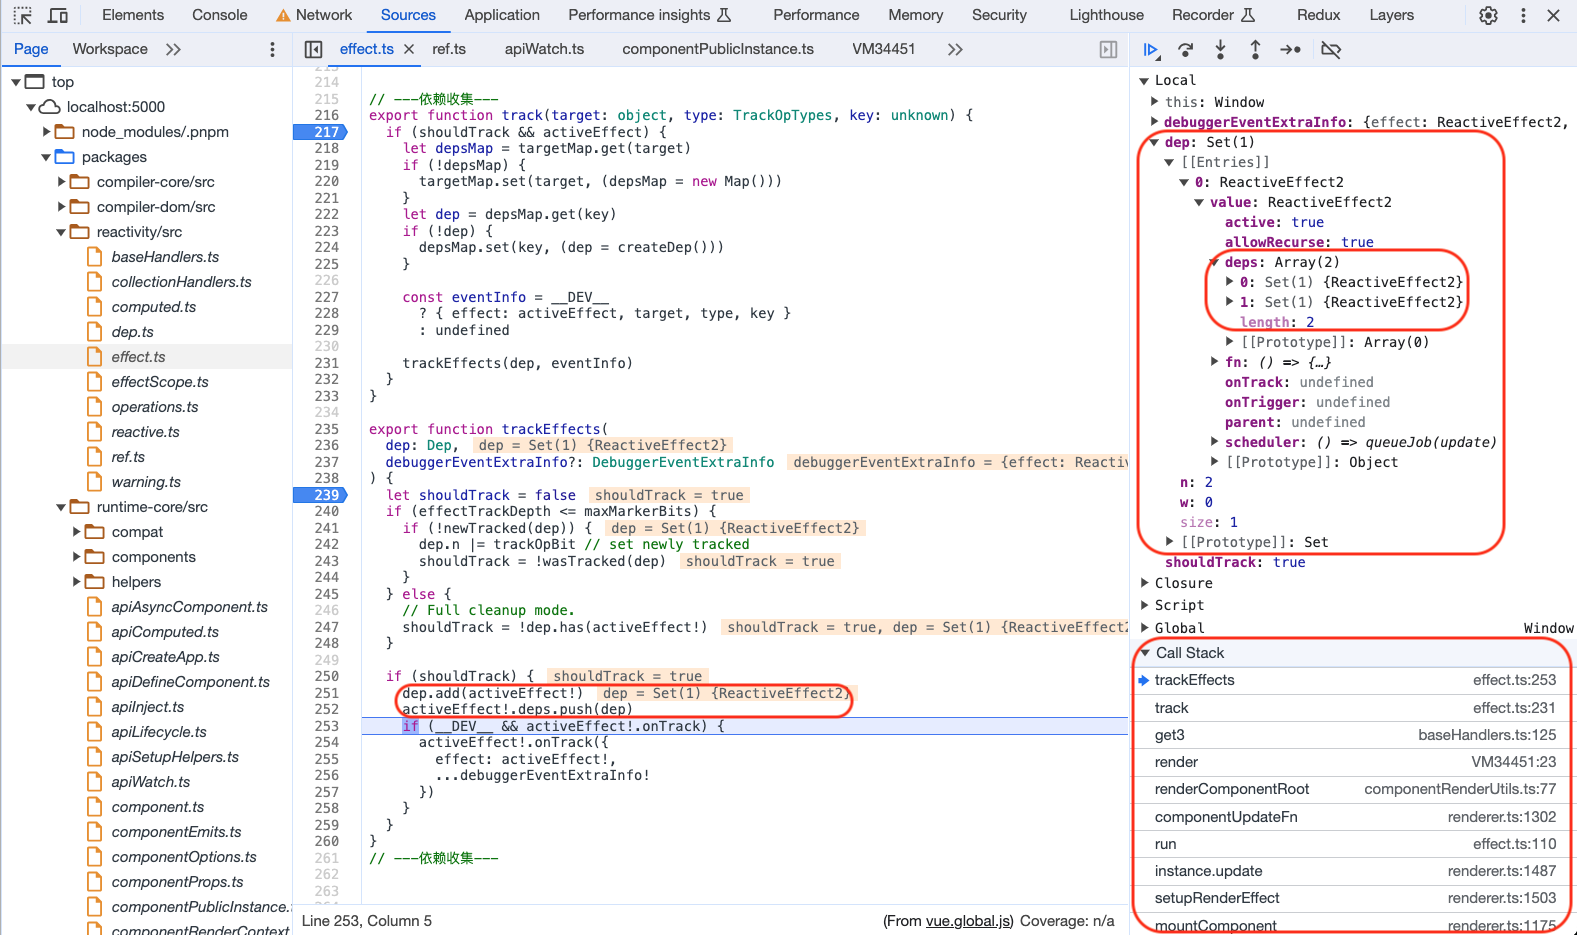 Elements Console Network Sources Application Performance insights Performance Memory Security Lighthouse Recorder Redux Layers
Page Workspace
effect.ts ref.ts apiWatch.ts componentPublicInstance.ts VM34451
top
localhost:5000
node_modules/.pnpm
packages
compiler-core/src
compiler-dom/src
reactivity/src
baseHandlers.ts
collectionHandlers.ts
computed.ts
dep.ts
effect.ts
effectScope.ts
operations.ts
reactive.ts
ref.ts
warning.ts
runtime-core/src
compat
components
helpers
apiAsyncComponent.ts
apiComputed.ts
apiCreateApp.ts
apiDefineComponent.ts
apiInject.ts
apiLifecycle.ts
apiSetupHelpers.ts
apiWatch.ts
component.ts
componentEmits.ts
componentOptions.ts
componentProps.ts
componentPublicInstance.
componentRenderContext
213
214
215 // ---依赖收集---
216 export function track(target: object, type: TrackOpTypes, key: unknown) {
217 if (shouldTrack && activeEffect) {
218 let depsMap = targetMap.get(target)
219 if (!depsMap) {
220 targetMap.set(target, (depsMap = new Map()))
221 }
222 let dep = depsMap.get(key)
223 if (!dep) {
224 depsMap.set(key, (dep = createDep()))
225 }
226
227 const eventInfo = __DEV__
228 ? { effect: activeEffect, target, type, key }
229 : undefined
230
231 trackEffects(dep, eventInfo)
232 }
233 }
234
235 export function trackEffects(
236 dep: Dep, dep = Set(1) {ReactiveEffect2}
237 debuggerEventExtraInfo?: DebuggerEventExtraInfo debuggerEventExtraInfo = {effect: Reactiv
238 ) {
239 let shouldTrack = false shouldTrack = true
240 if (effectTrackDepth <= maxMarkerBits) {
241 if (!newTracked(dep)) { dep = Set(1) {ReactiveEffect2}
242 dep.n |= trackOpBit // set newly tracked
243 shouldTrack = !wasTracked(dep) shouldTrack = true
244 }
245 } else {
246 // Full cleanup mode.
247 shouldTrack = !dep.has(activeEffect!) shouldTrack = true, dep = Set(1) {ReactiveEffect2
248 }
249
250 if (shouldTrack) { shouldTrack = true
251 dep.add(activeEffect!) dep = Set(1) {ReactiveEffect2}
252 activeEffect!.deps.push(dep)
253 if (__DEV__ && activeEffect!.onTrack) {
254 activeEffect!.onTrack({
255 effect: activeEffect!,
256 ...debuggerEventExtraInfo!
257 })
258 }
259 }
260 }
261 // ---依赖收集---
262
263
Line 253, Column 5 (From vue.global.js) Coverage: n/a
Local
this: Window
debuggerEventExtraInfo: {effect: ReactiveEffect2,
dep: Set(1)
[[Entries]]
0: ReactiveEffect2
value: ReactiveEffect2
active: true
allowRecurse: true
deps: Array(2)
0: Set(1) {ReactiveEffect2}
1: Set(1) {ReactiveEffect2}
length: 2
[[Prototype]]: Array(0)
fn: () => {…}
onTrack: undefined
onTrigger: undefined
parent: undefined
scheduler: () => queueJob(update)
[[Prototype]]: Object
n: 2
w: 0
size: 1
[[Prototype]]: Set
shouldTrack: true
Closure
Script
Global Window
Call Stack
trackEffects effect.ts:253
track effect.ts:231
get3 baseHandlers.ts:125
render VM34451:23
renderComponentRoot componentRenderUtils.ts:77
componentUpdateFn renderer.ts:1302
run effect.ts:110
instance.update renderer.ts:1487
setupRenderEffect renderer.ts:1503
mountComponent renderer.ts:1175